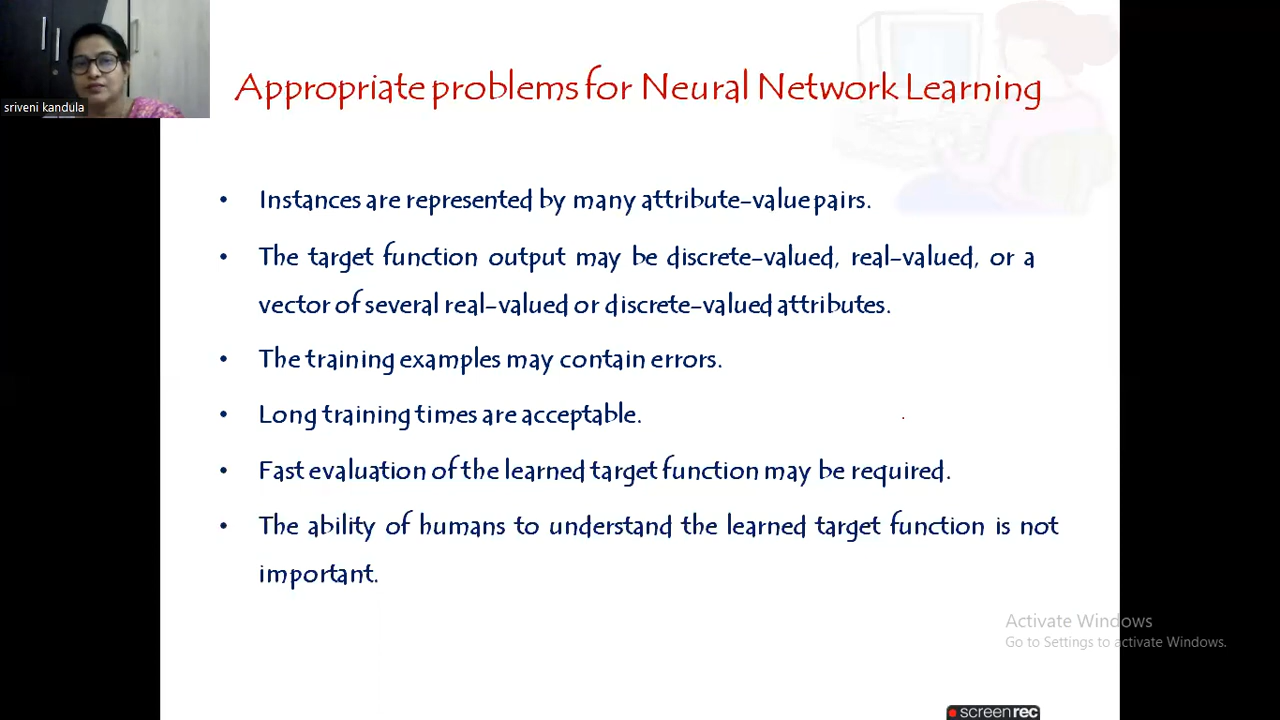 sriveni kandula
Appropriate problems for Neural Network Learning
• Instances are represented by many attribute-value pairs.
• The target function output may be discrete-valued, real-valued, or a
vector of several real-valued or discrete-valued attributes.
• The training examples may contain errors.
• Long training times are acceptable.
• Fast evaluation of the learned target function may be required.
• The ability of humans to understand the learned target function is not
important.
Activate Windows
Go to Settings to activate Windows.
screenrec